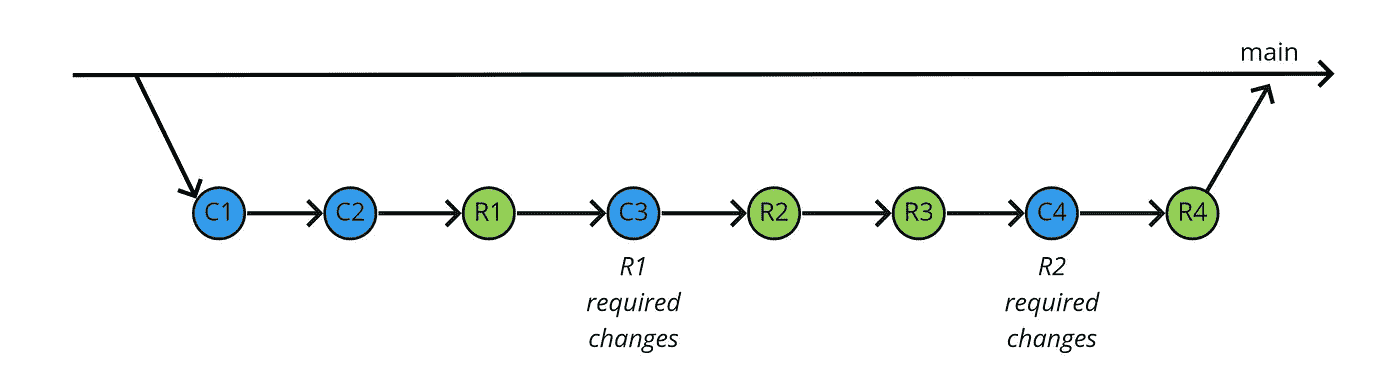 main
C1
C2
R1
C3
R2
R3
C4
R4
R1
required
changes
R2
required
changes